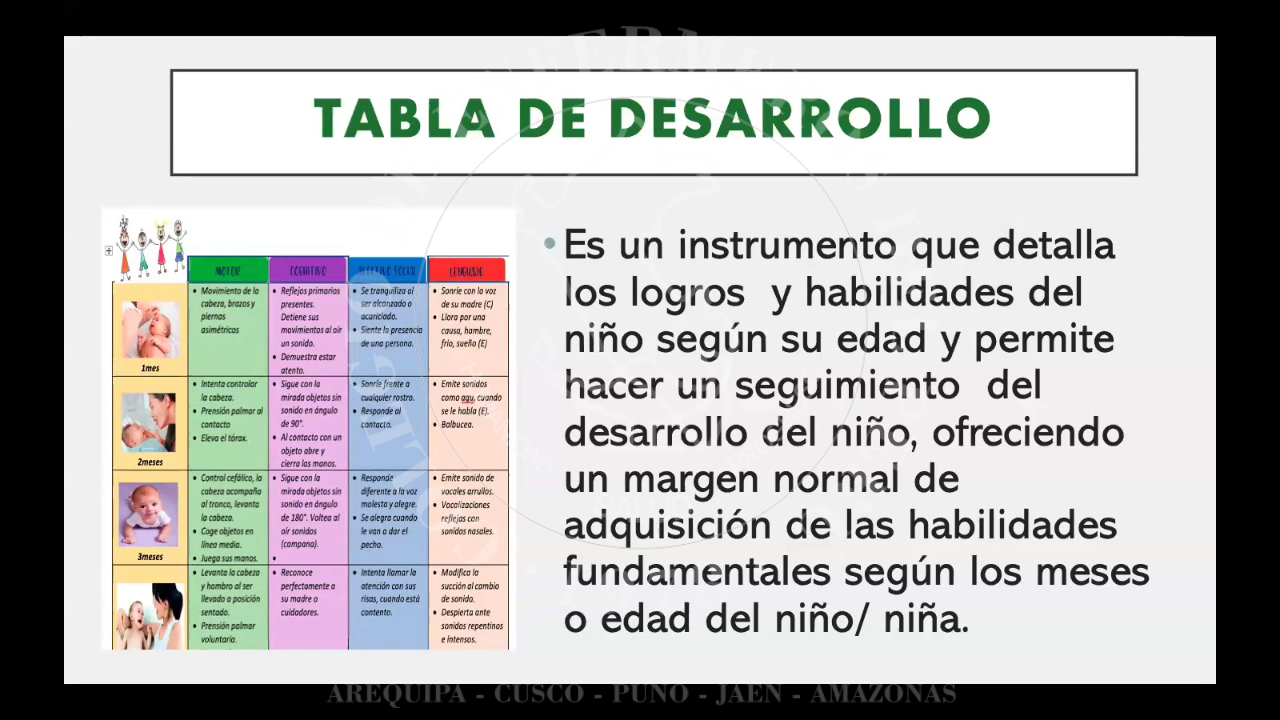 TABLA DE DESARROLLO
MOTOR
COGNITIVO
AFECTIVO SOCIAL
LENGUAJE
1mes
• Movimiento de la
cabeza, brazos y
piernas
asimétricos
• Reflejos primarios
presentes.
Detiene sus
movimientos al oír
un sonido.
• Demuestra estar
atento.
• Se tranquiliza al
ser alcanzado o
acariciado.
• Siente la presencia
de una persona.
• Sonríe con la voz
de su madre (C)
• Llora por una
causa, hambre,
frío, sueño (E)
2meses
• Intenta controlar
la cabeza.
• Prensión palmar al
contacto
• Eleva el tórax.
• Sigue con la
mirada objetos sin
sonido en ángulo
de 90°.
• Al contacto con un
objeto abre y
cierra las manos.
• Sonríe frente a
cualquier rostro.
• Responde al
contacto.
• Emite sonidos
como agu, cuando
se le habla (E).
• Balbucea.
3meses
• Control cefálico, la
cabeza acompaña
al tronco, levanta
la cabeza.
• Coge objetos en
línea media.
• Juega sus manos.
• Sigue con la
mirada objetos sin
sonido en ángulo
de 180°. Voltea al
oír sonidos
(campana).
•
• Responde
diferente a la voz
molesta y alegre.
• Se alegra cuando
le van a dar el
pecho.
• Emite sonido de
vocales arrullos.
• Vocalizaciones
reflejas con
sonidos nasales.
• Levanta la cabeza
y hombro al ser
llevado a posición
sentado.
• Prensión palmar
voluntaria.
• Reconoce
perfectamente a
su madre o
cuidadores.
• Intenta llamar la
atención con sus
risas, cuando está
contento.
• Modifica la
succión al cambio
de sonido.
• Despierta ante
sonidos repentinos
e intensos.
• Es un instrumento que detalla
los logros y habilidades del
niño según su edad y permite
hacer un seguimiento del
desarrollo del niño, ofreciendo
un margen normal de
adquisición de las habilidades
fundamentales según los meses
o edad del niño/ niña.
AREQUIPA - CUSCO - PUNO - JAEN - AMAZONAS